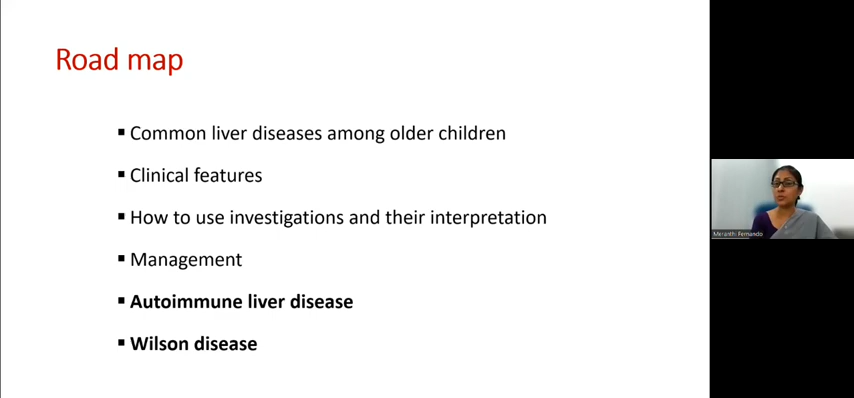 Road map
▪ Common liver diseases among older children
▪ Clinical features
▪ How to use investigations and their interpretation
▪ Management
▪ Autoimmune liver disease
▪ Wilson disease
Meranthi Fernando